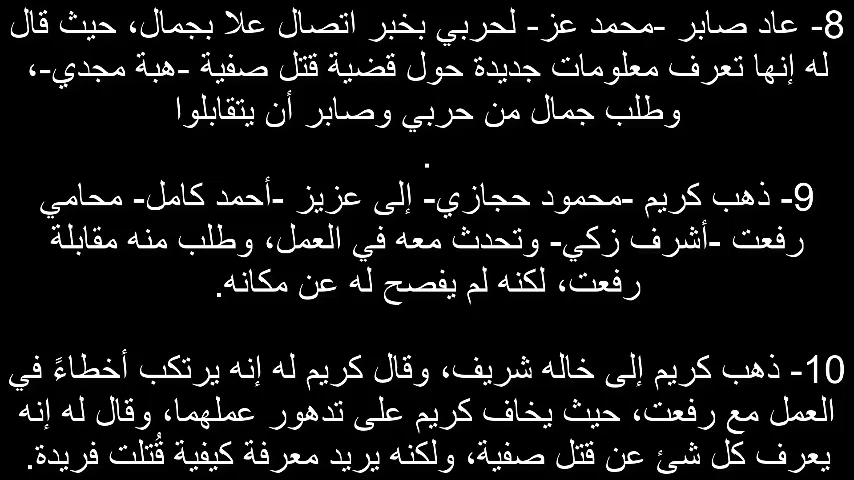 8- عاد صابر -محمد عز- لحربي بخبر اتصال علا بجمال، حيث قال
له إنها تعرف معلومات جديدة حول قضية قتل صفية -هبة مجدي-،
وطلب جمال من حربي وصابر أن يتقابلوا
.
9- ذهب كريم -محمود حجازي- إلى عزيز -أحمد كامل- محامي
رفعت -أشرف زكي- وتحدث معه في العمل، وطلب منه مقابلة
رفعت، لكنه لم يفصح له عن مكانه.
10- ذهب كريم إلى خاله شريف، وقال كريم له إنه يرتكب أخطاءً في
العمل مع رفعت، حيث يخاف كريم على تدهور عملهما، وقال له إنه
يعرف كل شئ عن قتل صفية، ولكنه يريد معرفة كيفية قُتلت فريدة.